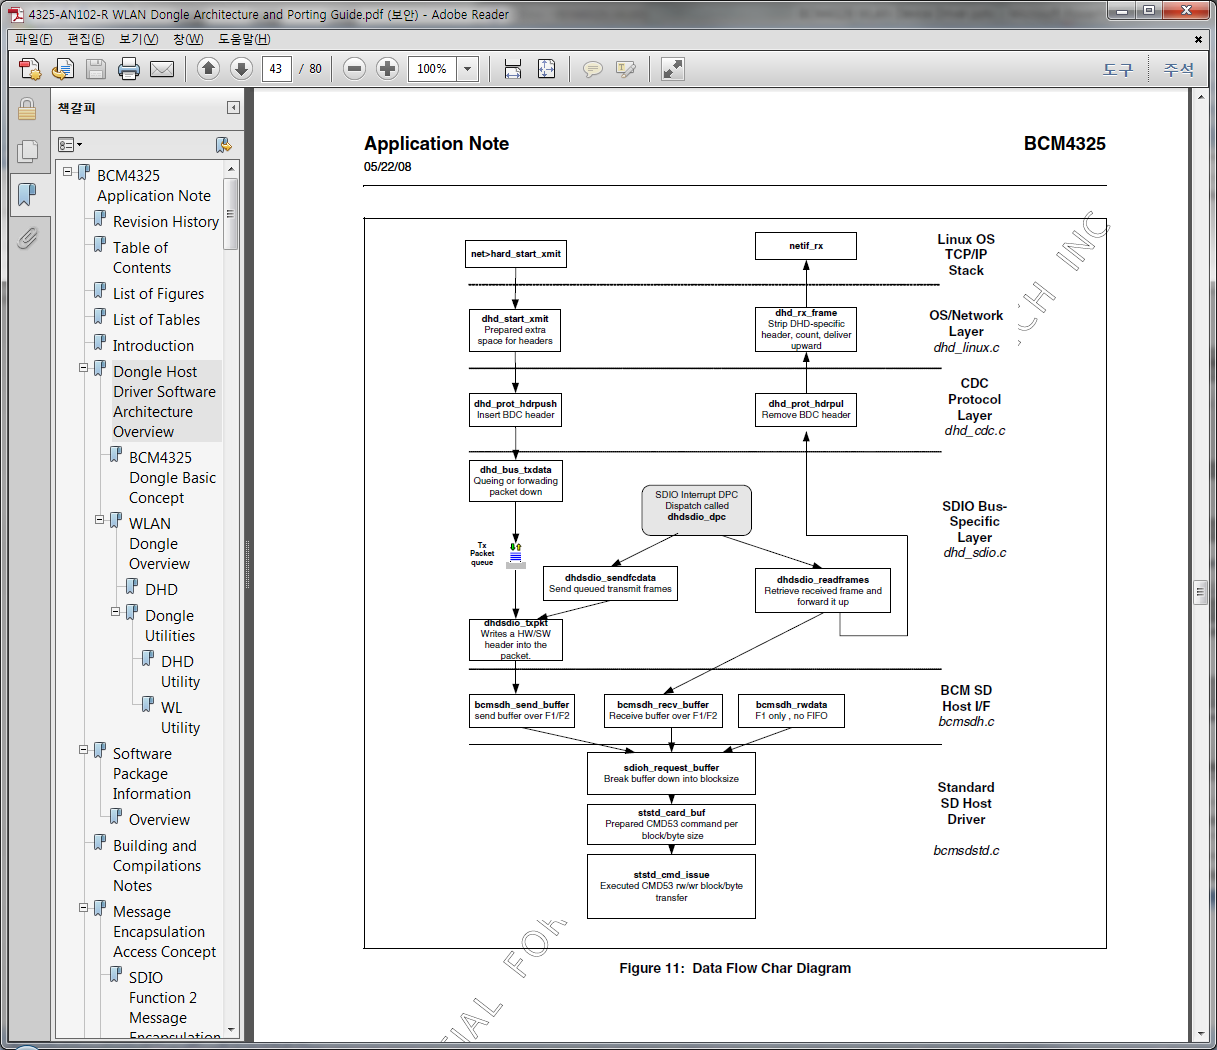 4325-AN102-R WLAN Dongle Architecture and Porting Guide.pdf (보안) - Adobe Reader
파일(F) 편집(E) 보기(V) 창(W) 도움말(H)
43 / 80 100% 도구 주석
책갈피
BCM4325
Application Note
Revision History
Table of
Contents
List of Figures
List of Tables
Introduction
Dongle Host
Driver Software
Architecture
Overview
BCM4325
Dongle Basic
Concept
WLAN
Dongle
Overview
DHD
Dongle
Utilities
DHD
Utility
WL
Utility
Software
Package
Information
Overview
Building and
Compilations
Notes
Message
Encapsulation
Access Concept
SDIO
Function 2
Message
Encapsulation
Application Note BCM4325
05/22/08
net>hard_start_xmit
netif_rx
Linux OS
TCP/IP
Stack
dhd_start_xmit
Prepared extra
space for headers
dhd_rx_frame
Strip DHD-specific
header, count, deliver
upward
OS/Network
Layer
dhd_linux.c
dhd_prot_hdrpush
Insert BDC header
dhd_prot_hdrpul
Remove BDC header
CDC
Protocol
Layer
dhd_cdc.c
dhd_bus_txdata
Queing or forwading
packet down
SDIO Interrupt DPC
Dispatch called
dhdsdio_dpc
SDIO Bus-
Specific
Layer
dhd_sdio.c
Tx
Packet
queue
dhdsdio_sendfcdata
Send queued transmit frames
dhdsdio_readframes
Retrieve received frame and
forward it up
dhdsdio_txpkt
Writes a HW/SW
header into the
packet.
bcmsdh_send_buffer
send buffer over F1/F2
bcmsdh_recv_buffer
Receive buffer over F1/F2
bcmsdh_rwdata
F1 only , no FIFO
BCM SD
Host I/F
bcmsdh.c
sdioh_request_buffer
Break buffer down into blocksize
ststd_card_buf
Prepared CMD53 command per
block/byte size
ststd_cmd_issue
Executed CMD53 rw/wr block/byte
transfer
Standard
SD Host
Driver
bcmsdstd.c
Figure 11: Data Flow Char Diagram
IAL FOR
CH INC